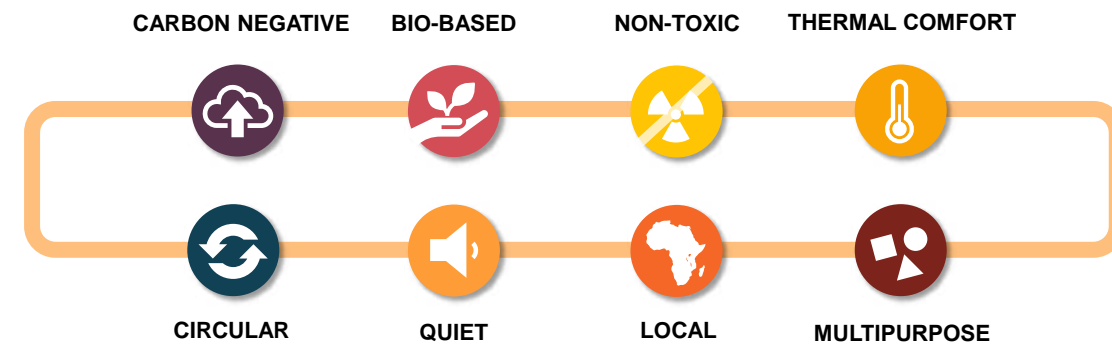 CARBON NEGATIVE BIO-BASED NON-TOXIC THERMAL COMFORT
CIRCULAR QUIET LOCAL MULTIPURPOSE